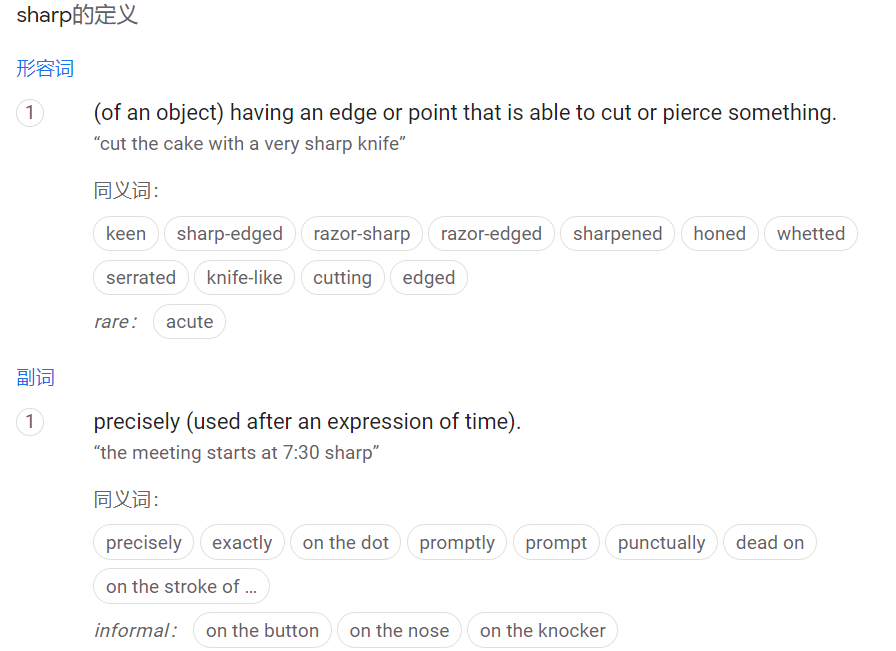 sharp的定义
形容词
1 (of an object) having an edge or point that is able to cut or pierce something.
“cut the cake with a very sharp knife”
同义词：
keen sharp-edged razor-sharp razor-edged sharpened honed whetted
serrated knife-like cutting edged
rare： acute
副词
1 precisely (used after an expression of time).
“the meeting starts at 7:30 sharp”
同义词：
precisely exactly on the dot promptly prompt punctually dead on
on the stroke of …
informal： on the button on the nose on the knocker